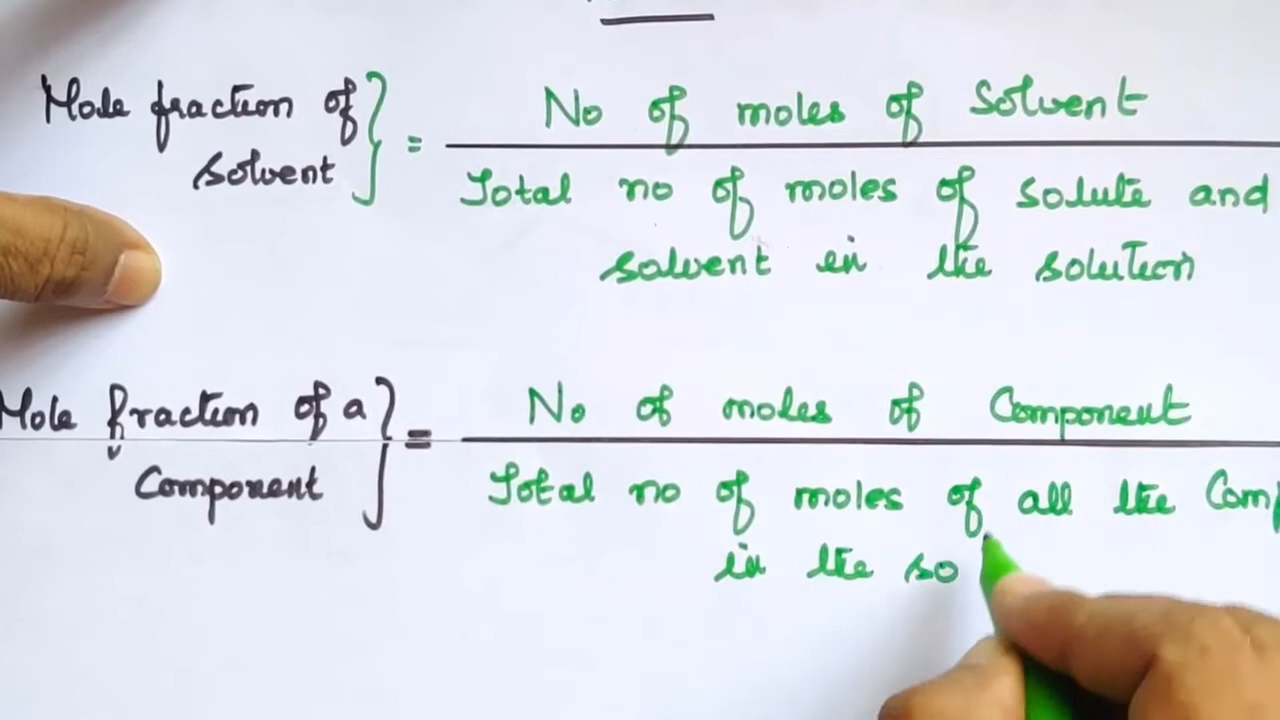 Mole fraction of
solvent
=
No of moles of Solvent
Total no of moles of solute and
solvent in the solution
Mole fraction of a
Component
=
No of moles of Component
Total no of moles of all the Comp
in the so